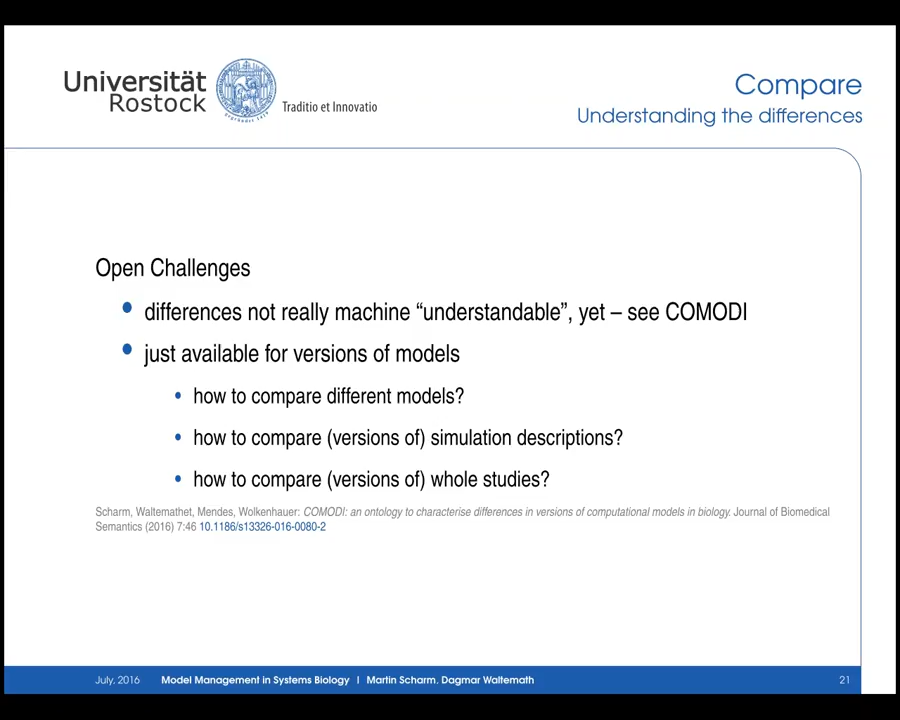 Universität
Rostock
Traditio et Innovatio
Compare
Understanding the differences
Open Challenges
• differences not really machine “understandable”, yet – see COMODI
• just available for versions of models
• how to compare different models?
• how to compare (versions of) simulation descriptions?
• how to compare (versions of) whole studies?
Scharm, Waltemathet, Mendes, Wolkenhauer: COMODI: an ontology to characterise differences in versions of computational models in biology. Journal of Biomedical
Semantics (2016) 7:46 10.1186/s13326-016-0080-2
July, 2016 Model Management in Systems Biology | Martin Scharm, Dagmar Waltemath 21